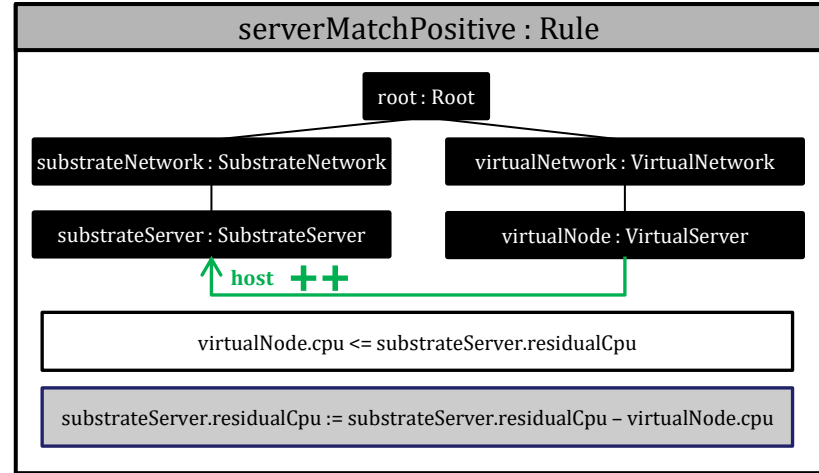 serverMatchPositive : Rule
root : Root
substrateNetwork : SubstrateNetwork
virtualNetwork : VirtualNetwork
substrateServer : SubstrateServer
virtualNode : VirtualServer
host ++
virtualNode.cpu <= substrateServer.residualCpu
substrateServer.residualCpu := substrateServer.residualCpu – virtualNode.cpu